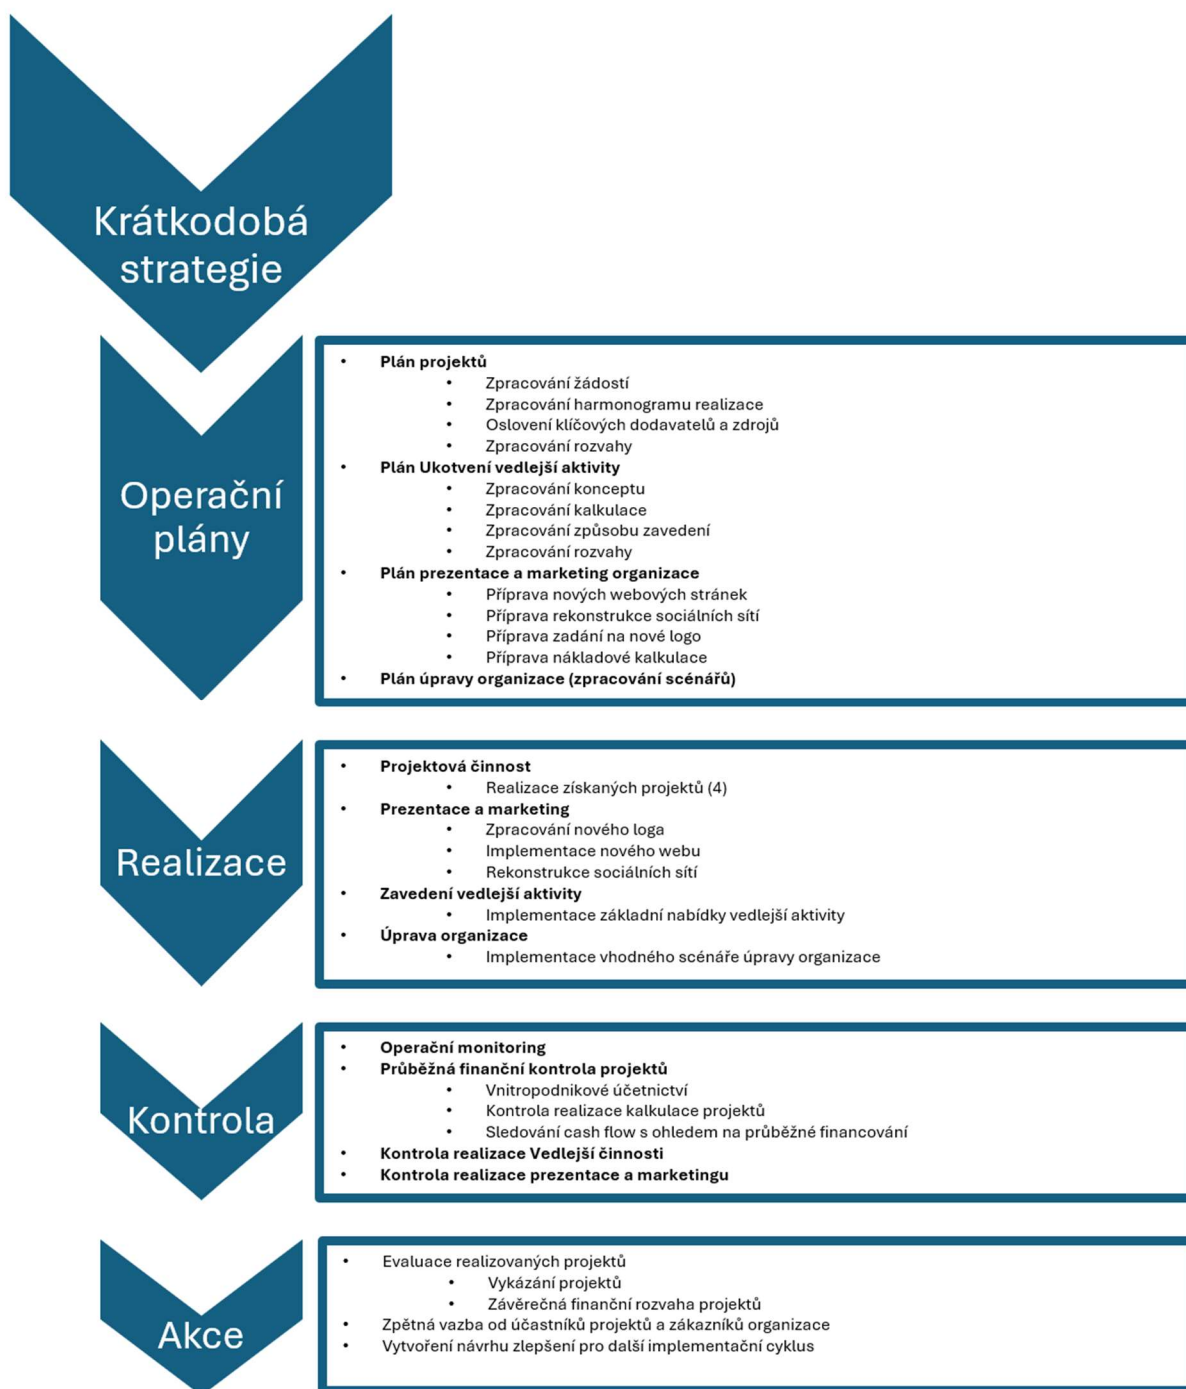 Krátkodobá
strategie
Operační
plány
• Plán projektů
• Zpracování žádostí
• Zpracování harmonogramu realizace
• Oslovení klíčových dodavatelů a zdrojů
• Zpracování rozvahy
• Plán Ukotvení vedlejší aktivity
• Zpracování konceptu
• Zpracování kalkulace
• Zpracování způsobu zavedení
• Zpracování rozvahy
• Plán prezentace a marketing organizace
• Příprava nových webových stránek
• Příprava rekonstrukce sociálních sítí
• Příprava zadání na nové logo
• Příprava nákladové kalkulace
• Plán úpravy organizace (zpracování scénářů)
Realizace
• Projektová činnost
• Realizace získaných projektů (4)
• Prezentace a marketing
• Zpracování nového loga
• Implementace nového webu
• Rekonstrukce sociálních sítí
• Zavedení vedlejší aktivity
• Implementace základní nabídky vedlejší aktivity
• Úprava organizace
• Implementace vhodného scénáře úpravy organizace
Kontrola
• Operační monitoring
• Průběžná finanční kontrola projektů
• Vnitropodnikové účetnictví
• Kontrola realizace kalkulace projektů
• Sledování cash flow s ohledem na průběžné financování
• Kontrola realizace Vedlejší činnosti
• Kontrola realizace prezentace a marketingu
Akce
• Evaluace realizovaných projektů
• Vykázání projektů
• Závěrečná finanční rozvaha projektů
• Zpětná vazba od účastníků projektů a zákazníků organizace
• Vytvoření návrhu zlepšení pro další implementační cyklus